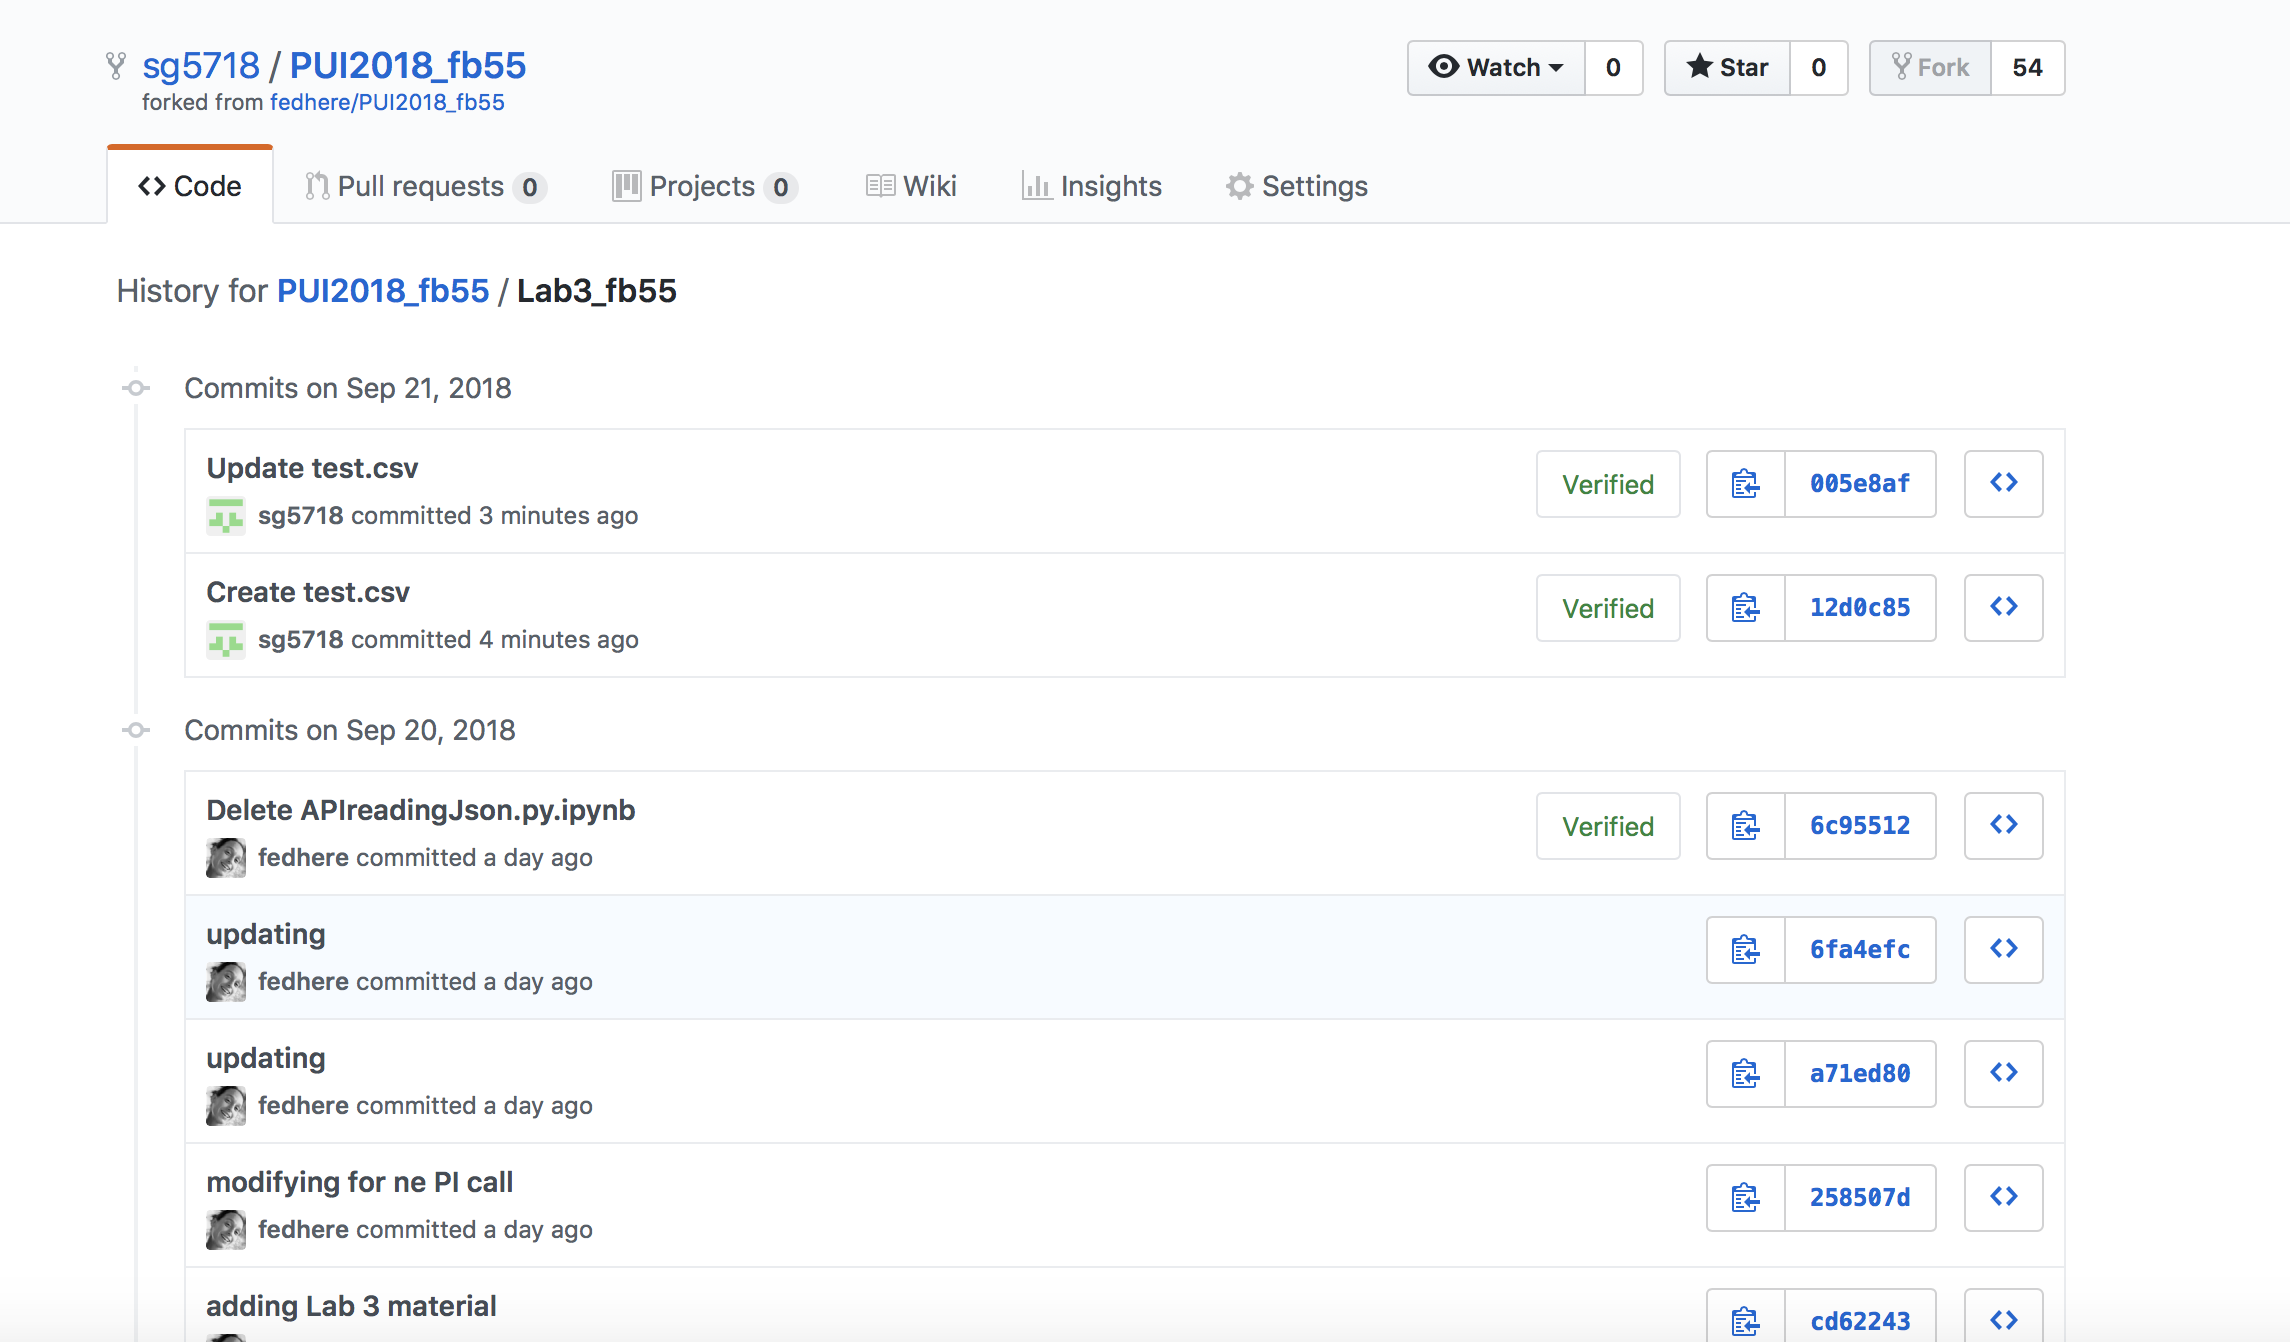 sg5718 / PUI2018_fb55
forked from fedhere/PUI2018_fb55
Watch 0 Star 0 Fork 54
Code Pull requests 0 Projects 0 Wiki Insights Settings
History for PUI2018_fb55 / Lab3_fb55
Commits on Sep 21, 2018
Update test.csv
sg5718 committed 3 minutes ago
Verified 005e8af
Create test.csv
sg5718 committed 4 minutes ago
Verified 12d0c85
Commits on Sep 20, 2018
Delete APIreadingJson.py.ipynb
fedhere committed a day ago
Verified 6c95512
updating
fedhere committed a day ago
6fa4efc
updating
fedhere committed a day ago
a71ed80
modifying for ne PI call
fedhere committed a day ago
258507d
adding Lab 3 material
cd62243